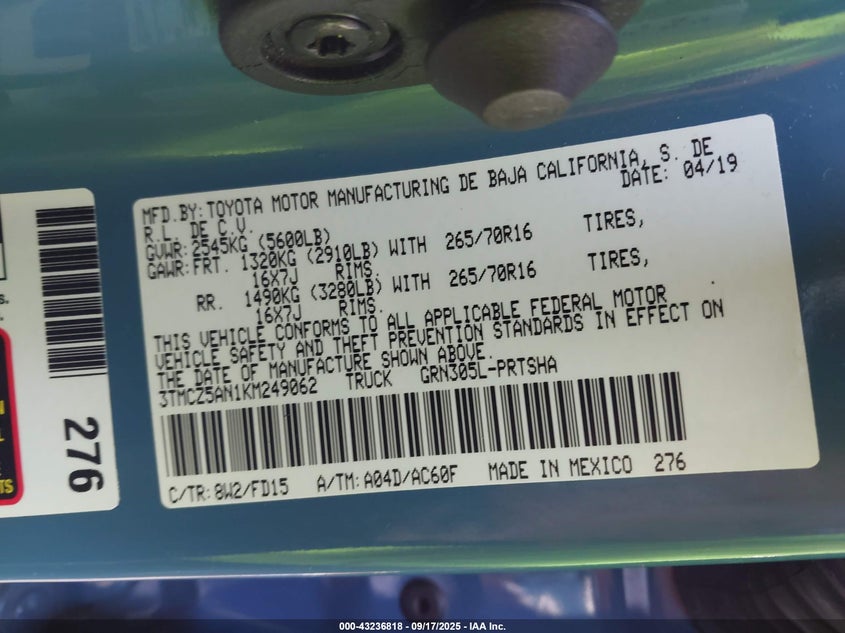 MFD.BY: TOYOTA MOTOR MANUFACTURING DE BAJA CALIFORNIA, S. DE
R.L. DE C.V. DATE: 04/19
GVWR: 2545KG (5600LB)
GAWR: FRT. 1320KG (2910LB) WITH 265/70R16 TIRES,
16X7J RIMS.
RR. 1490KG (3280LB) WITH 265/70R16 TIRES,
16X7J RIMS.
THIS VEHICLE CONFORMS TO ALL APPLICABLE FEDERAL MOTOR
VEHICLE SAFETY AND THEFT PREVENTION STANDARDS IN EFFECT ON
THE DATE OF MANUFACTURE SHOWN ABOVE.
3TMCZ5AN1KM249062 TRUCK GRN305L-PRTSHA
C/TR: 8W2/FD15 A/TM: A04D/AC60F MADE IN MEXICO 276
276
000-43236818 - 09/17/2025 - IAA Inc.